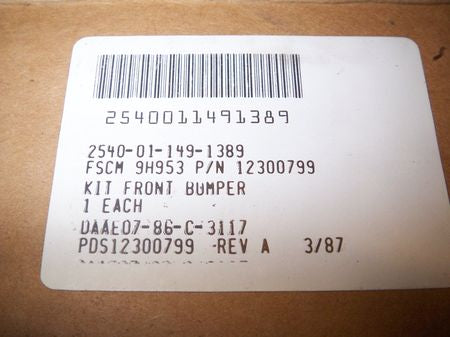 2540011491389
2540-01-149-1389
FSCM 9H953 P/N 12300799
KIT FRONT BUMPER
1 EACH
DAAE07-86-C-3117
PDS12300799 REV A 3/87